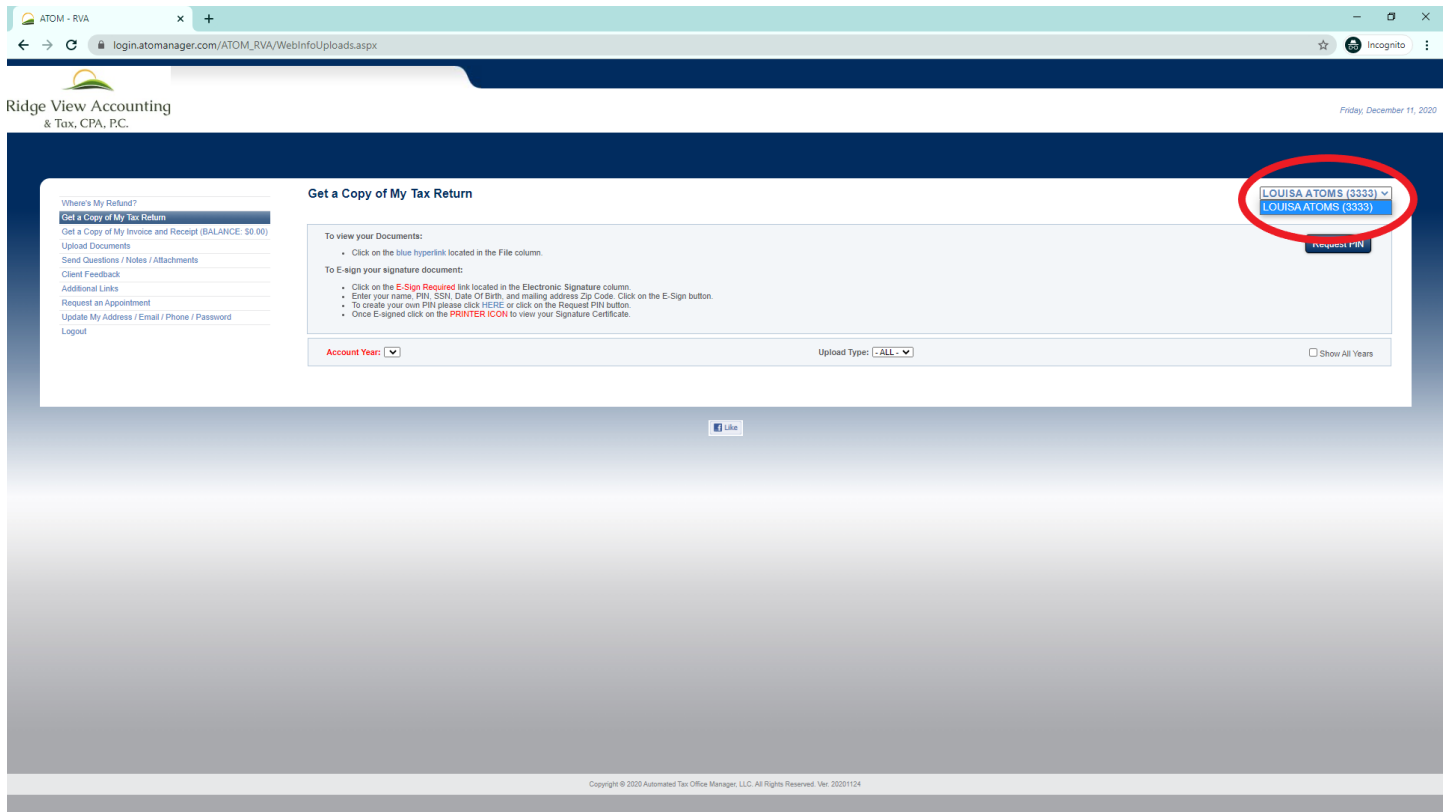 ATOM - RVA
login.atomanager.com/ATOM_RVA/WebInfoUploads.aspx
Incognito
Ridge View Accounting
& Tax, CPA, P.C.
Friday, December 11, 2020
Get a Copy of My Tax Return
LOUISA ATOMS (3333)
LOUISA ATOMS (3333)
Where's My Refund?
Get a Copy of My Tax Return
Get a Copy of My Invoice and Receipt (BALANCE: $0.00)
Upload Documents
Send Questions / Notes / Attachments
Client Feedback
Additional Links
Request an Appointment
Update My Address / Email / Phone / Password
Logout
To view your Documents:
Request PIN
• Click on the blue hyperlink located in the File column.
To E-sign your signature document:
• Click on the E-Sign Required link located in the Electronic Signature column.
• Enter your name, PIN, SSN, Date Of Birth, and mailing address Zip Code. Click on the E-Sign button.
• To create your own PIN please click HERE or click on the Request PIN button.
• Once E-signed click on the PRINTER ICON to view your Signature Certificate.
Account Year:
Upload Type: - ALL -
Show All Years
Like
Copyright © 2020 Automated Tax Office Manager, LLC. All Rights Reserved. Ver. 20201124